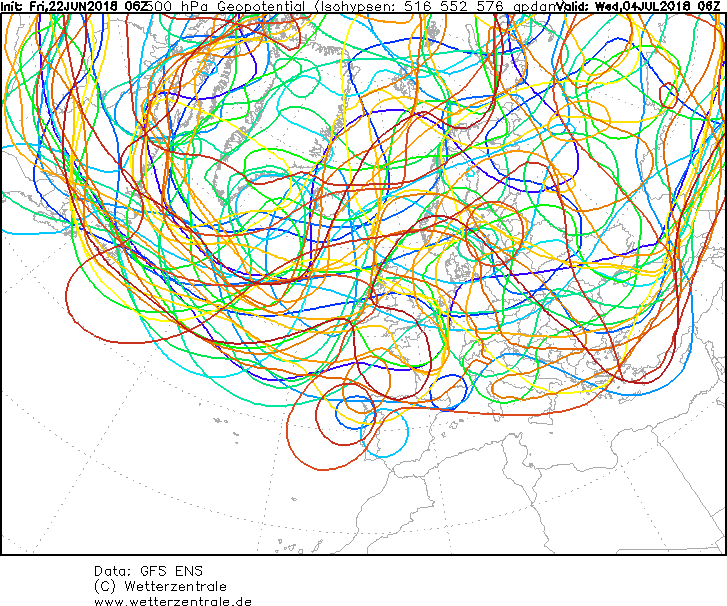 Init: Fri,22JUN2018 06Z 500 hPa Geopotential (Isohypsen: 516 552 576 gpdam) Valid: Wed,04JUL2018 06Z
Data: GFS ENS
(C) Wetterzentrale
www.wetterzentrale.de